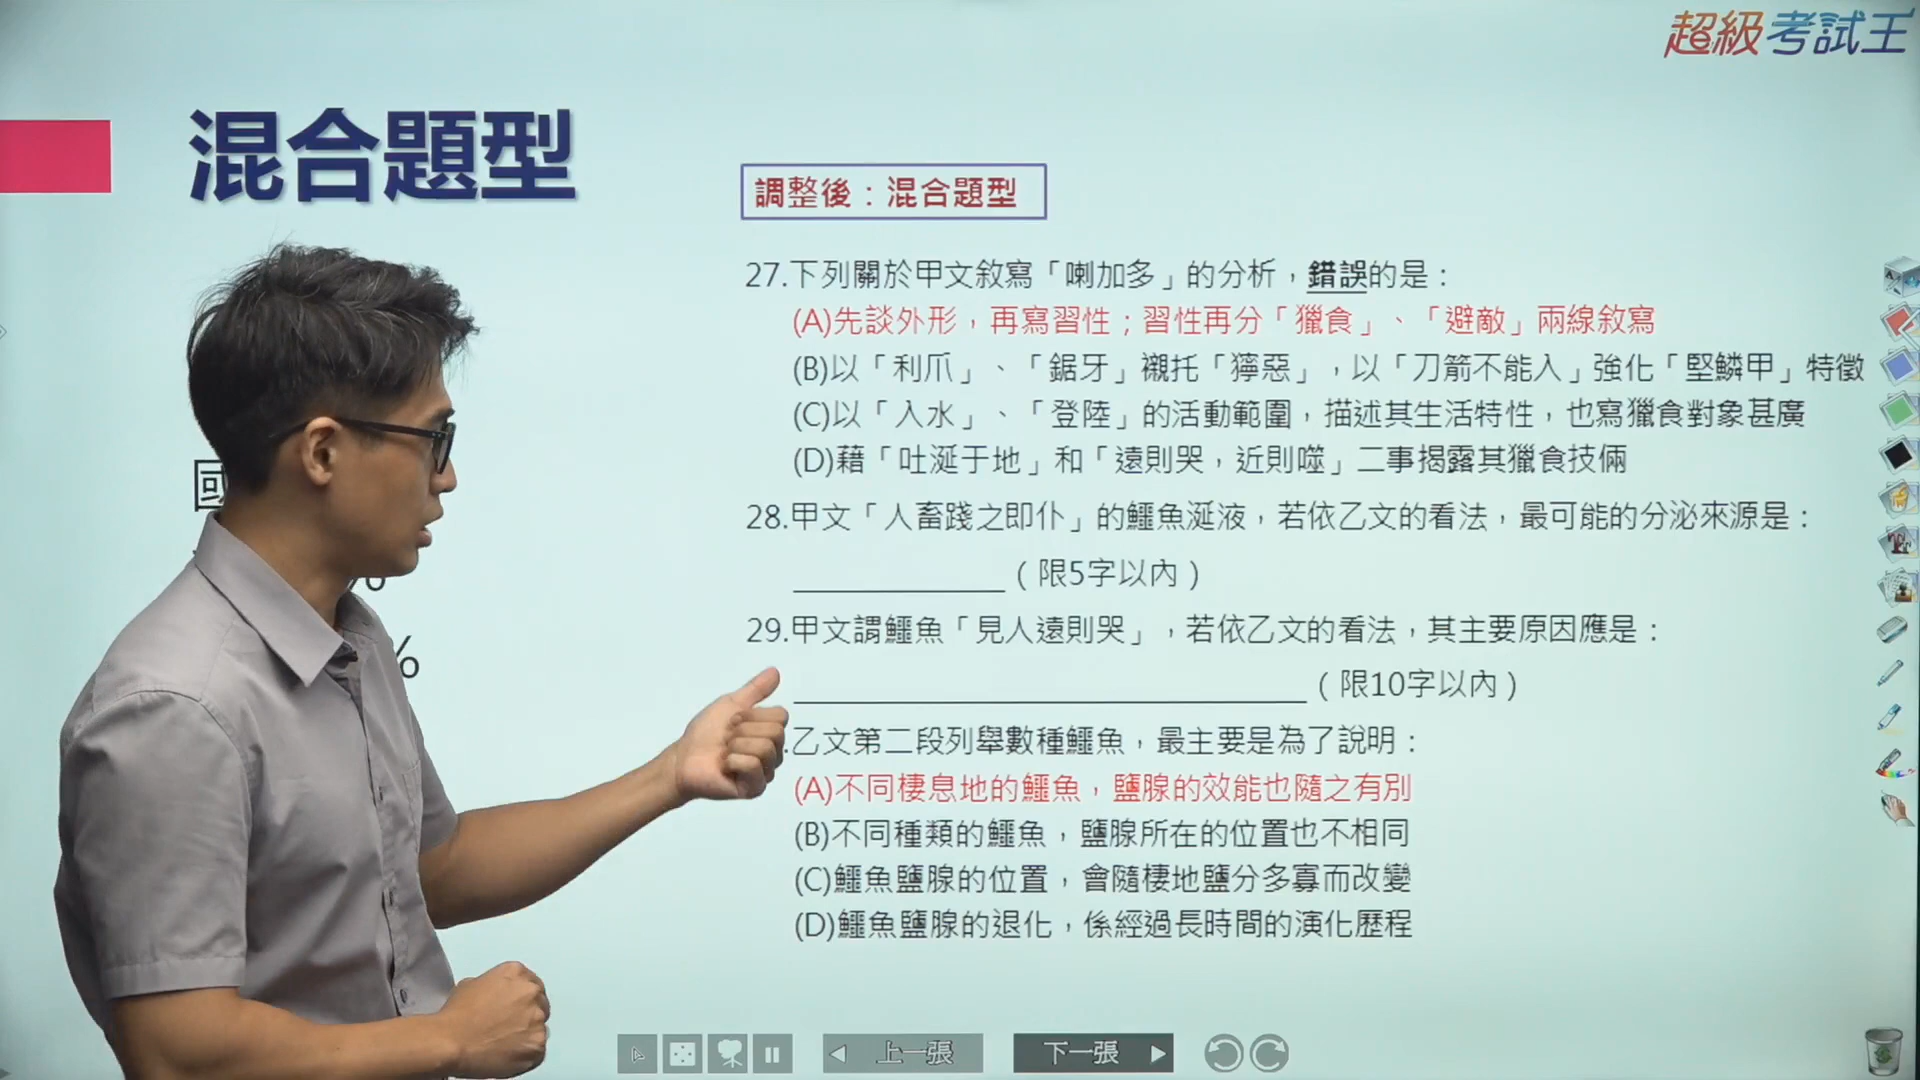 超級考試王
混合題型
調整後：混合題型
27.下列關於甲文敘寫「喇加多」的分析，錯誤的是：
(A)先談外形，再寫習性；習性再分「獵食」、「避敵」兩線敘寫
(B)以「利爪」、「鋸牙」襯托「獰惡」，以「刀箭不能入」強化「堅鱗甲」特徵
(C)以「入水」、「登陸」的活動範圍，描述其生活特性，也寫獵食對象甚廣
(D)藉「吐涎于地」和「遠則哭，近則噬」二事揭露其獵食技倆
28.甲文「人畜踐之即仆」的鱷魚涎液，若依乙文的看法，最可能的分泌來源是：
（限5字以內）
29.甲文謂鱷魚「見人遠則哭」，若依乙文的看法，其主要原因應是：
（限10字以內）
.乙文第二段列舉數種鱷魚，最主要是為了說明：
(A)不同棲息地的鱷魚，鹽腺的效能也隨之有別
(B)不同種類的鱷魚，鹽腺所在的位置也不相同
(C)鱷魚鹽腺的位置，會隨棲地鹽分多寡而改變
(D)鱷魚鹽腺的退化，係經過長時間的演化歷程
國
%
%
上一張
下一張